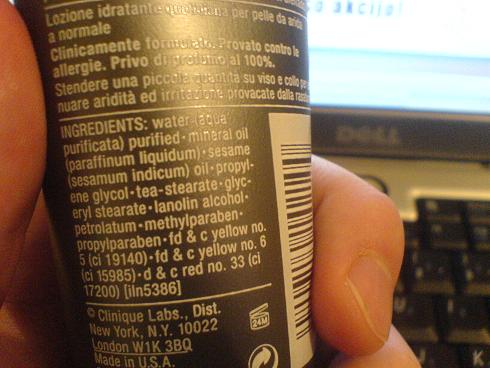 Lozione idratante quotidiana per pelle da arida
a normale
Clinicamente formulato. Provato contro le
allergie. Privo di profumo al 100%.
Stendere una piccola quantità su viso e collo per
nuare aridità ed irritazione provacate dalla
INGREDIENTS: water (aqua
purificata) purified • mineral oil
(paraffinum liquidum) • sesame
(sesamum indicum) oil • propyl-
ene glycol • tea-stearate • glyc-
eryl stearate • lanolin alcohol •
petrolatum • methylparaben •
propylparaben • fd & c yellow no.
5 (ci 19140) • fd & c yellow no. 6
(ci 15985) • d & c red no. 33 (ci
17200) [iln5386]
© Clinique Labs., Dist.
New York, N.Y. 10022
London W1K 3BQ
Made in U.S.A.
24M
akcijo!
DELL
K